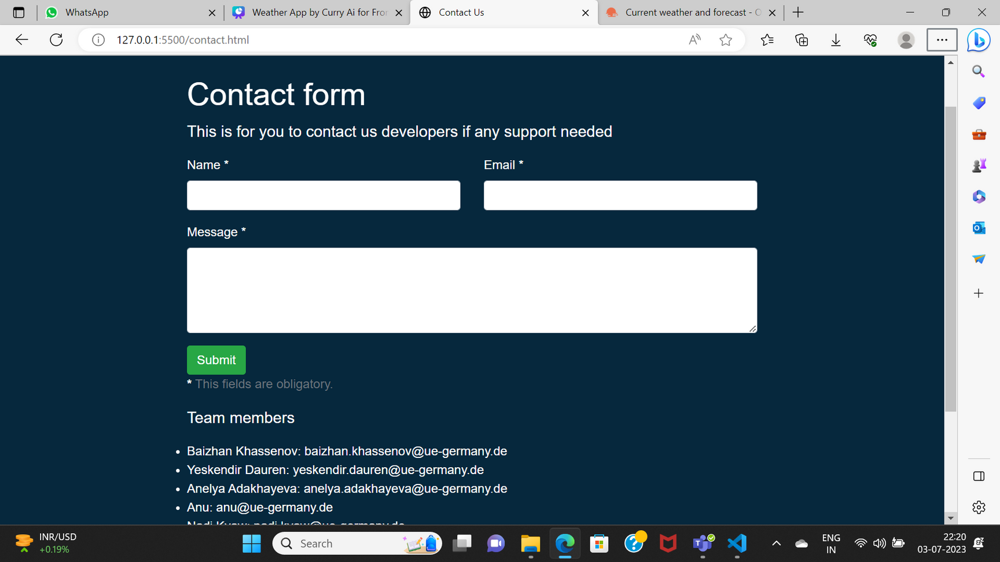 WhatsApp
Weather App by Curry Ai for Fron
Contact Us
Current weather and forecast - O
127.0.0.1:5500/contact.html
Contact form
This is for you to contact us developers if any support needed
Name *
Email *
Message *
Submit
* This fields are obligatory.
Team members
• Baizhan Khassenov: baizhan.khassenov@ue-germany.de
• Yeskendir Dauren: yeskendir.dauren@ue-germany.de
• Anelya Adakhayeva: anelya.adakhayeva@ue-germany.de
• Anu: anu@ue-germany.de
INR/USD
+0.19%
Search
ENG
IN
22:20
03-07-2023